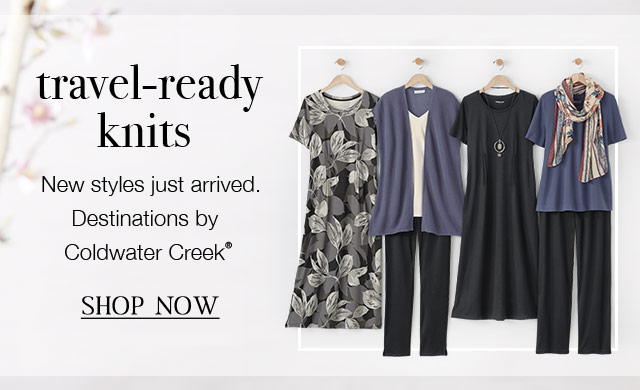 travel-ready
knits
New styles just arrived.
Destinations by
Coldwater Creek®
SHOP NOW